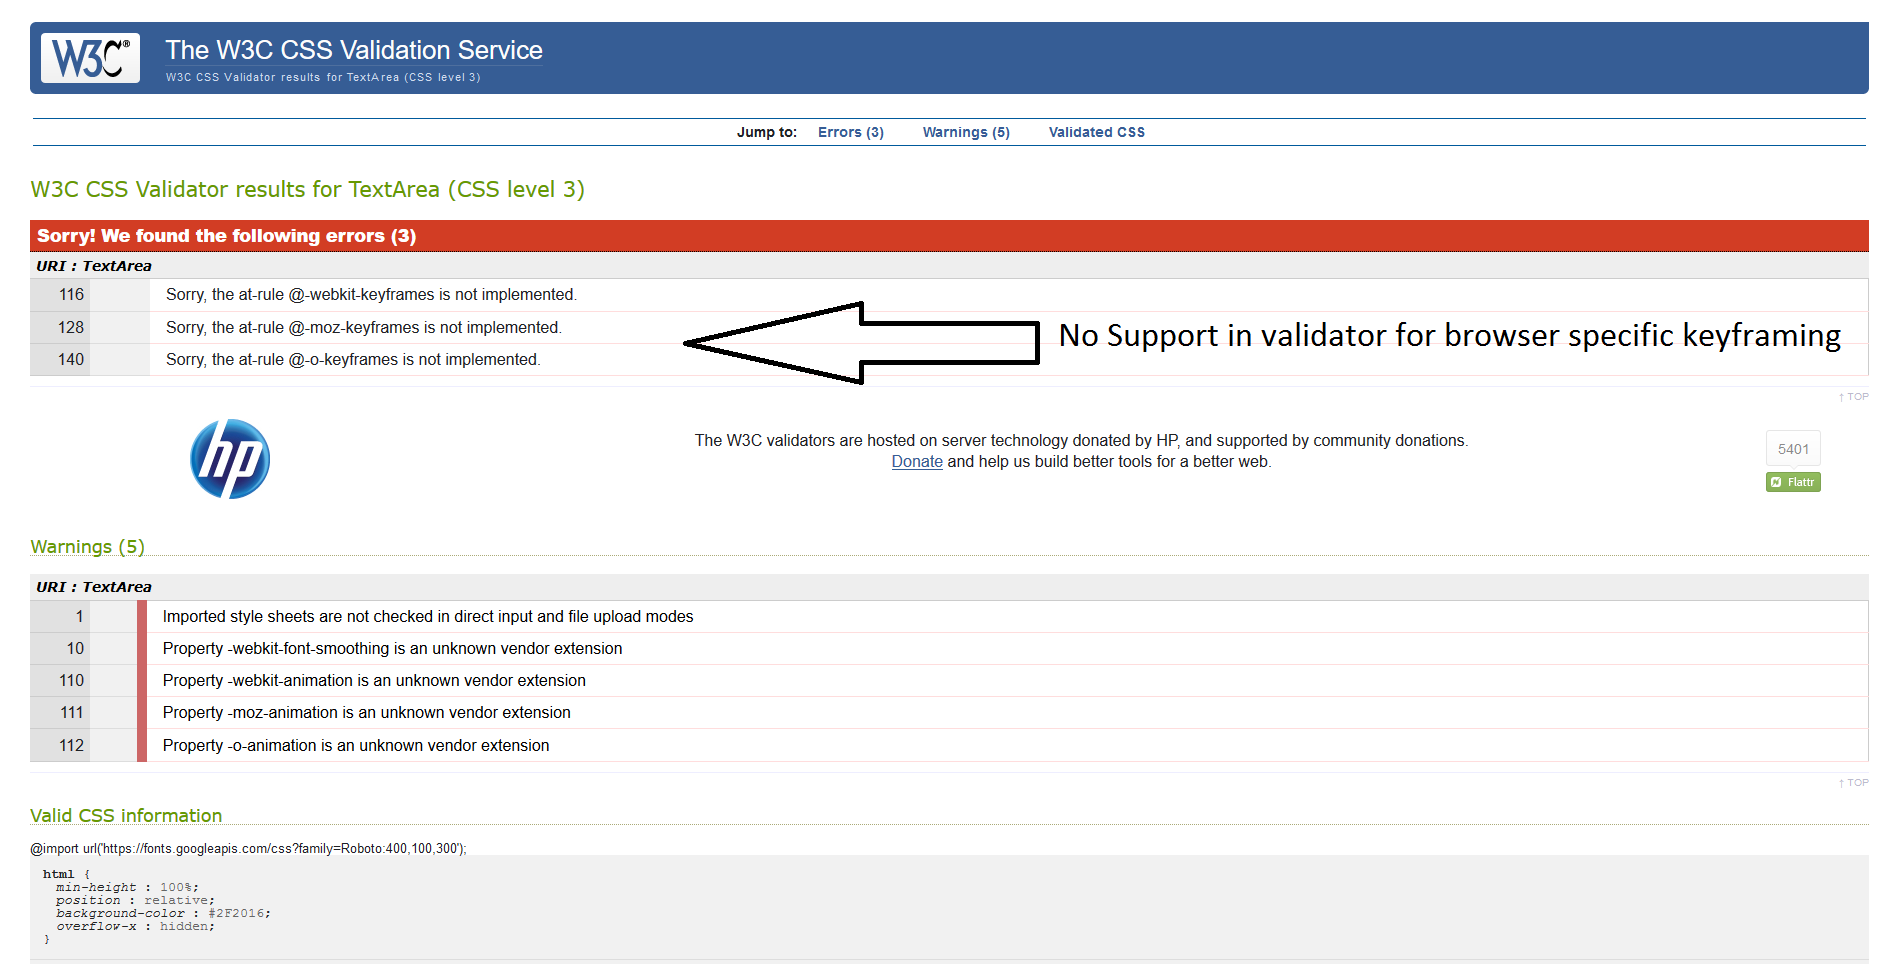 W3C®
The W3C CSS Validation Service
W3C CSS Validator results for TextArea (CSS level 3)
Jump to: Errors (3) Warnings (5) Validated CSS
W3C CSS Validator results for TextArea (CSS level 3)
Sorry! We found the following errors (3)
URI : TextArea
116 Sorry, the at-rule @-webkit-keyframes is not implemented.
128 Sorry, the at-rule @-moz-keyframes is not implemented.
No Support in validator for browser specific keyframing
140 Sorry, the at-rule @-o-keyframes is not implemented.
↑ TOP
hp
The W3C validators are hosted on server technology donated by HP, and supported by community donations.
Donate and help us build better tools for a better web.
5401
Flattr
Warnings (5)
URI : TextArea
1 Imported style sheets are not checked in direct input and file upload modes
10 Property -webkit-font-smoothing is an unknown vendor extension
110 Property -webkit-animation is an unknown vendor extension
111 Property -moz-animation is an unknown vendor extension
112 Property -o-animation is an unknown vendor extension
↑ TOP
Valid CSS information
@import url('https://fonts.googleapis.com/css?family=Roboto:400,100,300');
html {
min-height : 100%;
position : relative;
background-color : #2F2016;
overflow-x : hidden;
}